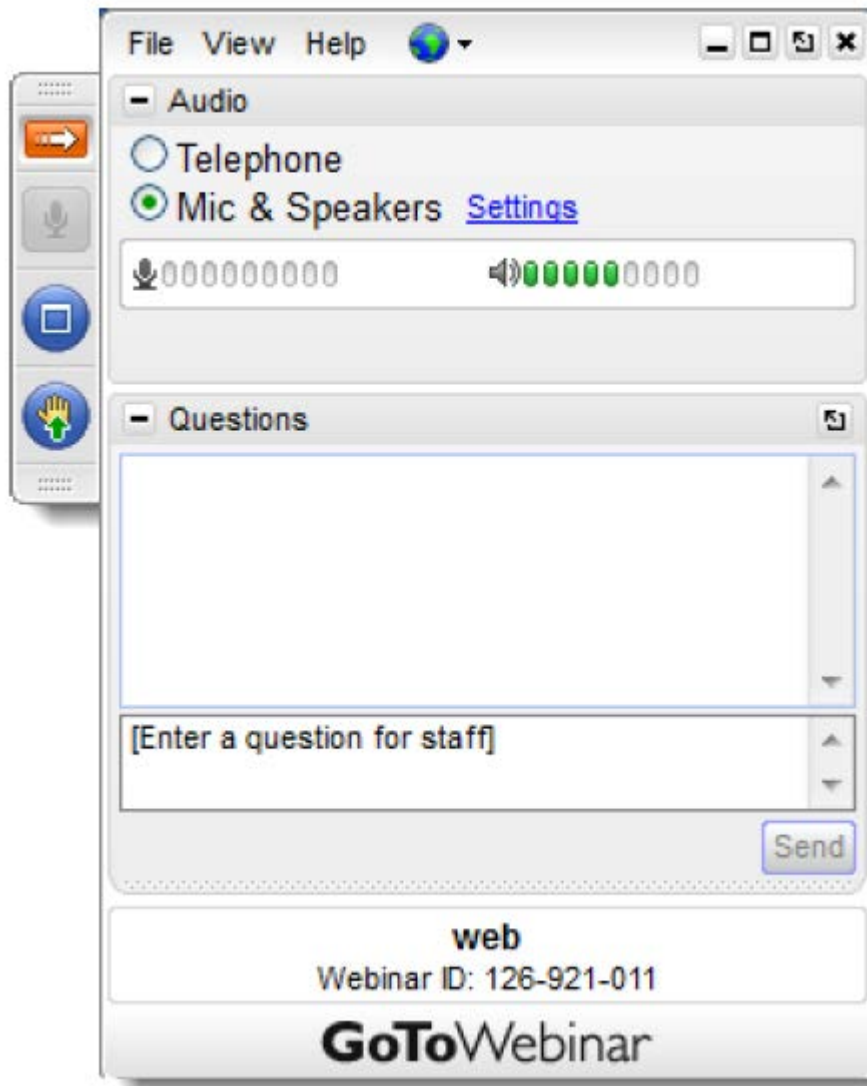 File View Help
Audio
Telephone
Mic & Speakers Settings
Questions
[Enter a question for staff]
Send
web
Webinar ID: 126-921-011
GoToWebinar